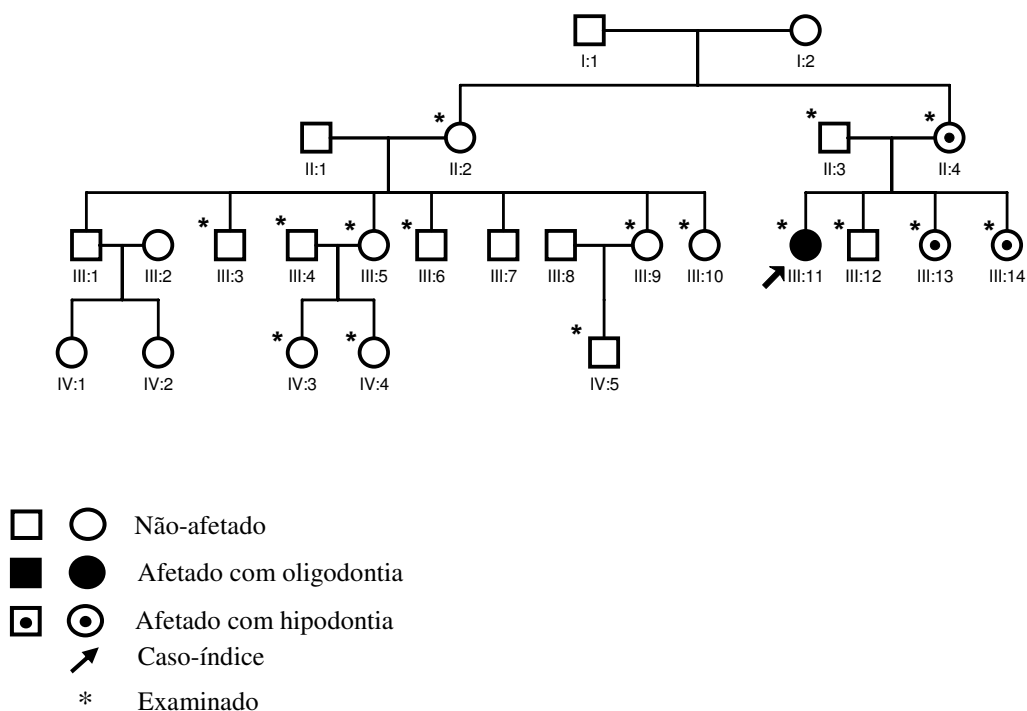 I:1 I:2
* *
* *
II:1 II:2 II:3 II:4
* * * * * * * * * *
III:1 III:2 III:3 III:4 III:5 III:6 III:7 III:8 III:9 III:10 III:11 III:12 III:13 III:14
* * *
IV:1 IV:2 IV:3 IV:4 IV:5
Não-afetado
Afetado com oligodontia
Afetado com hipodontia
Caso-índice
* Examinado